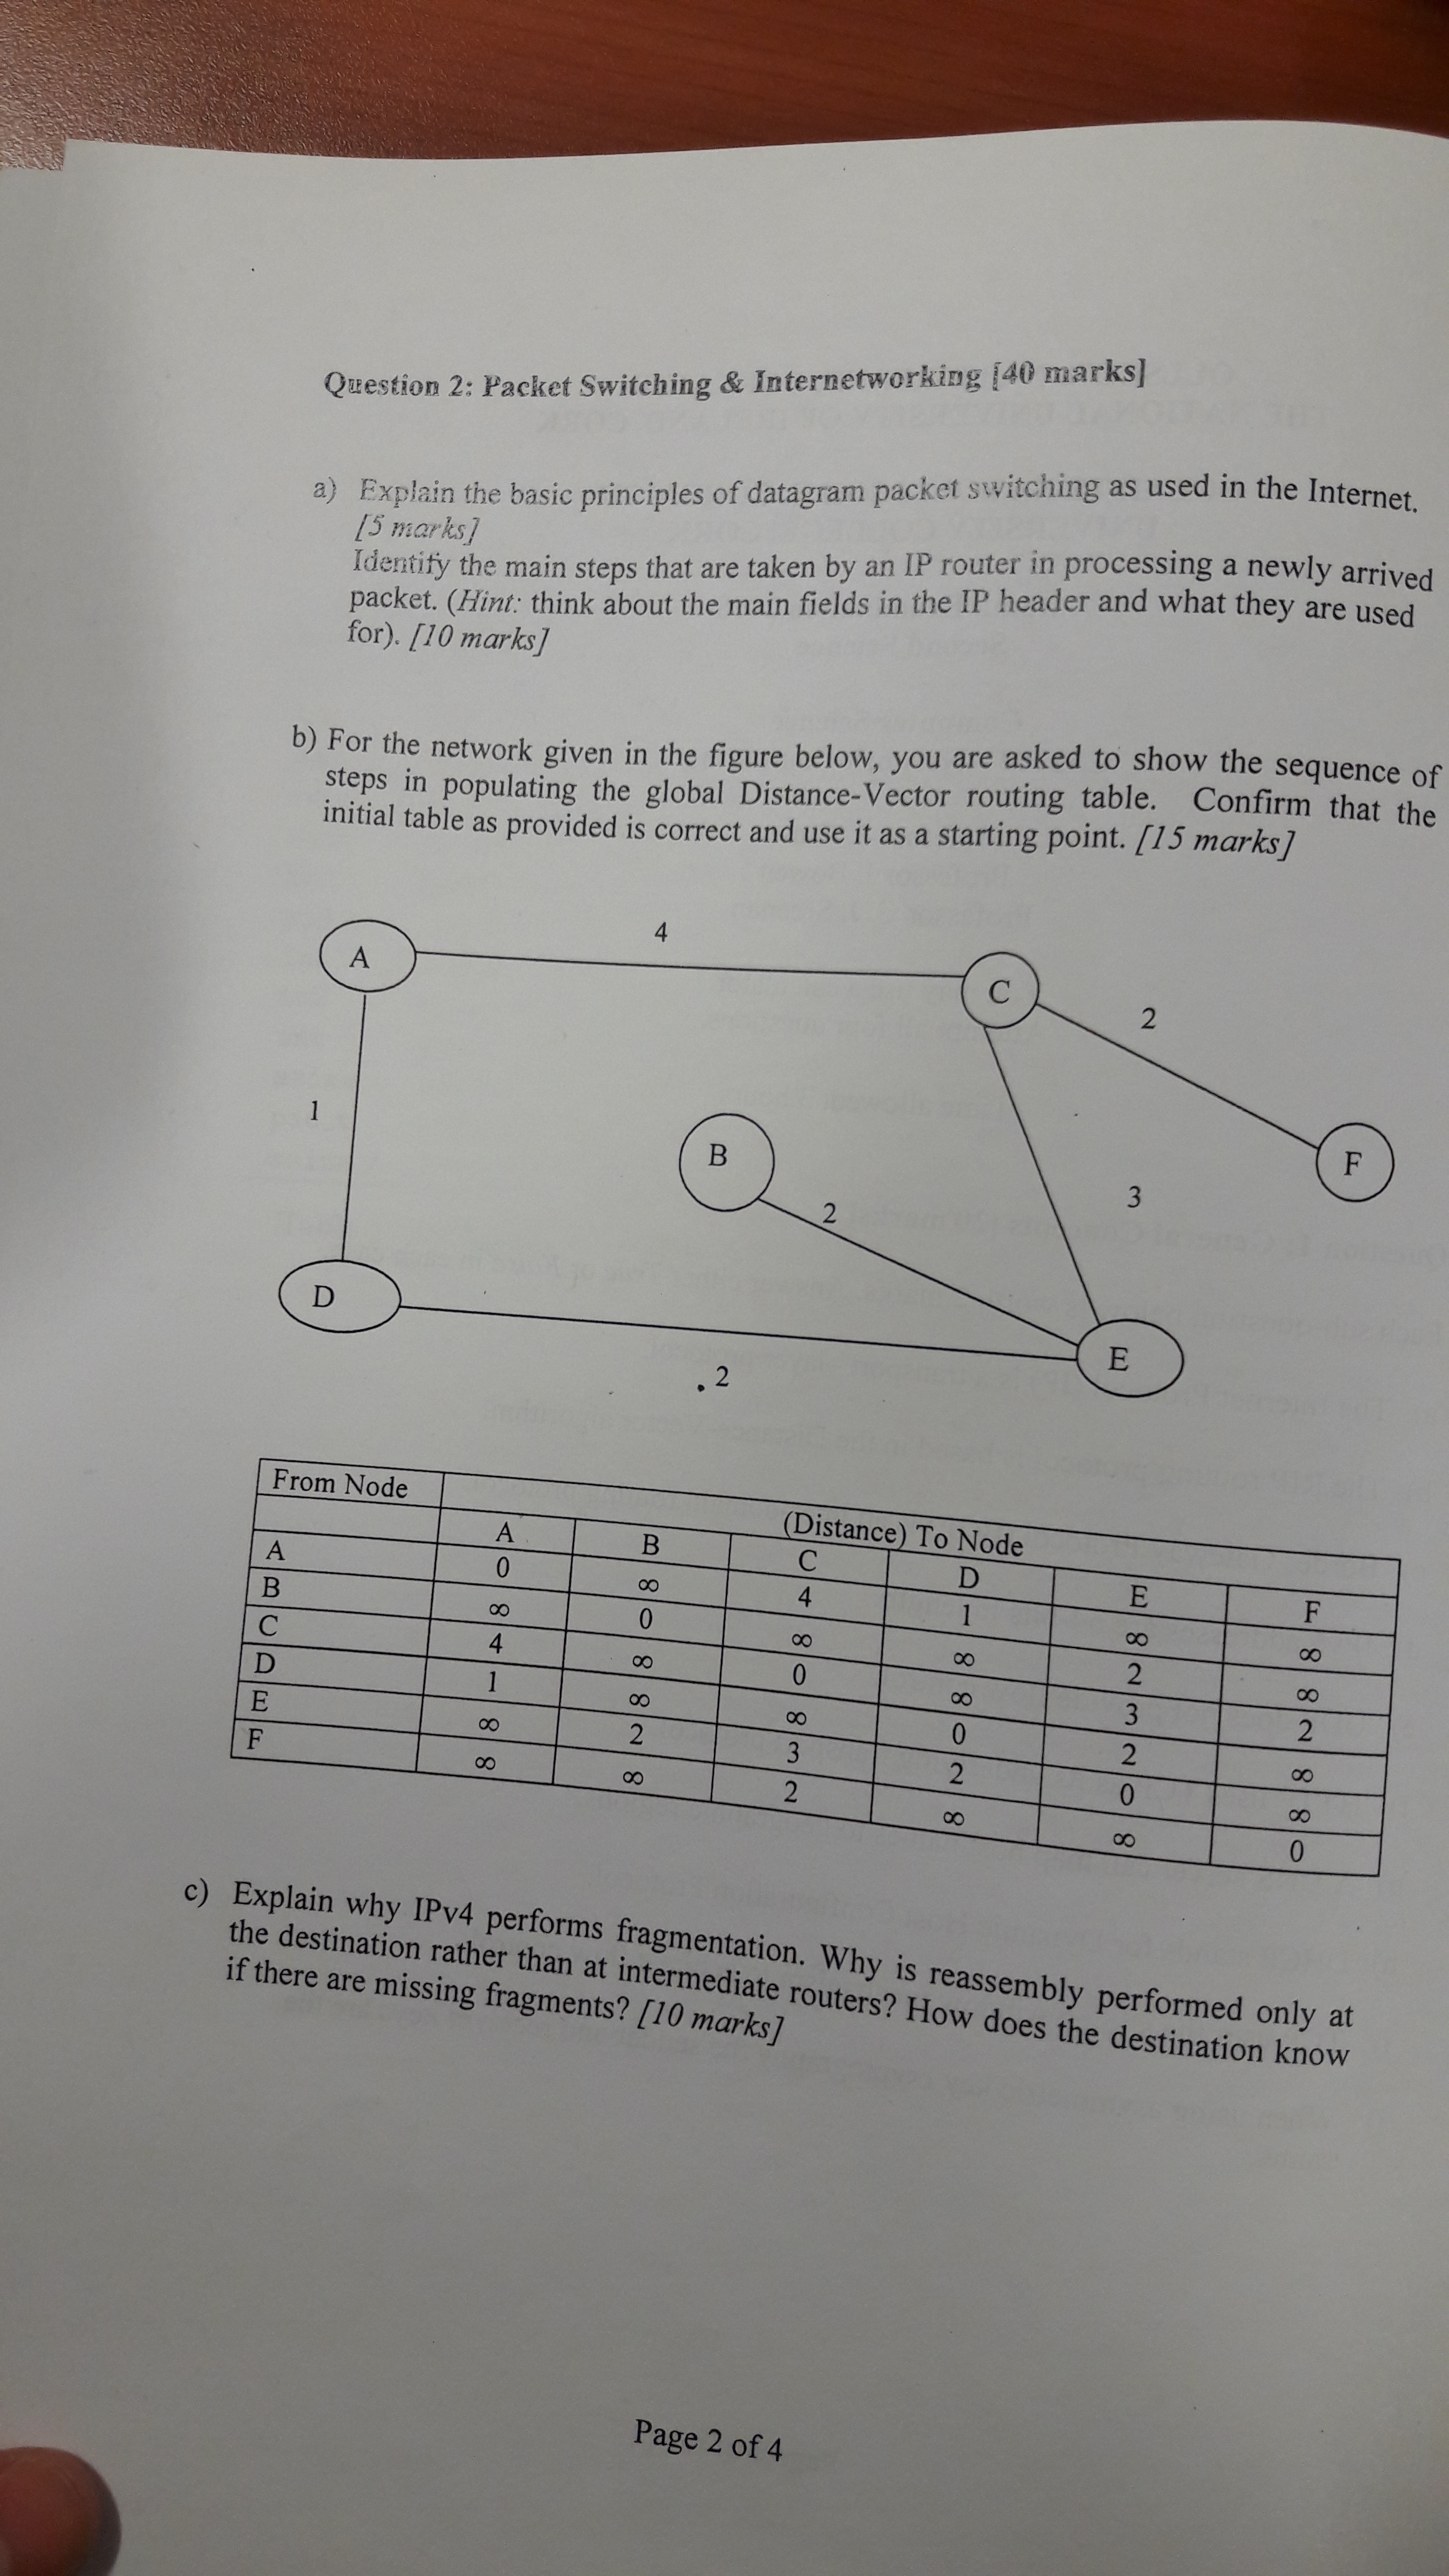 Question 2: Packet Switching & Internetworking [40 marks]
a) Explain the basic principles of datagram packet switching as used in the Internet.
[5 marks]
Identify the main steps that are taken by an IP router in processing a newly arrived
packet. (Hint: think about the main fields in the IP header and what they are used
for). [10 marks]
b) For the network given in the figure below, you are asked to show the sequence of
steps in populating the global Distance-Vector routing table. Confirm that the
initial table as provided is correct and use it as a starting point. [15 marks]
A
4
C
2
1
B
F
2
3
D
E
2
From Node
(Distance) To Node
A B C D E F
A 0 ∞ 4 1 ∞ ∞
B ∞ 0 ∞ ∞ 2 ∞
C 4 ∞ 0 ∞ 3 2
D 1 ∞ ∞ 0 2 ∞
E ∞ 2 3 2 0 ∞
F ∞ ∞ 2 ∞ ∞ 0
c) Explain why IPv4 performs fragmentation. Why is reassembly performed only at
the destination rather than at intermediate routers? How does the destination know
if there are missing fragments? [10 marks]
Page 2 of 4